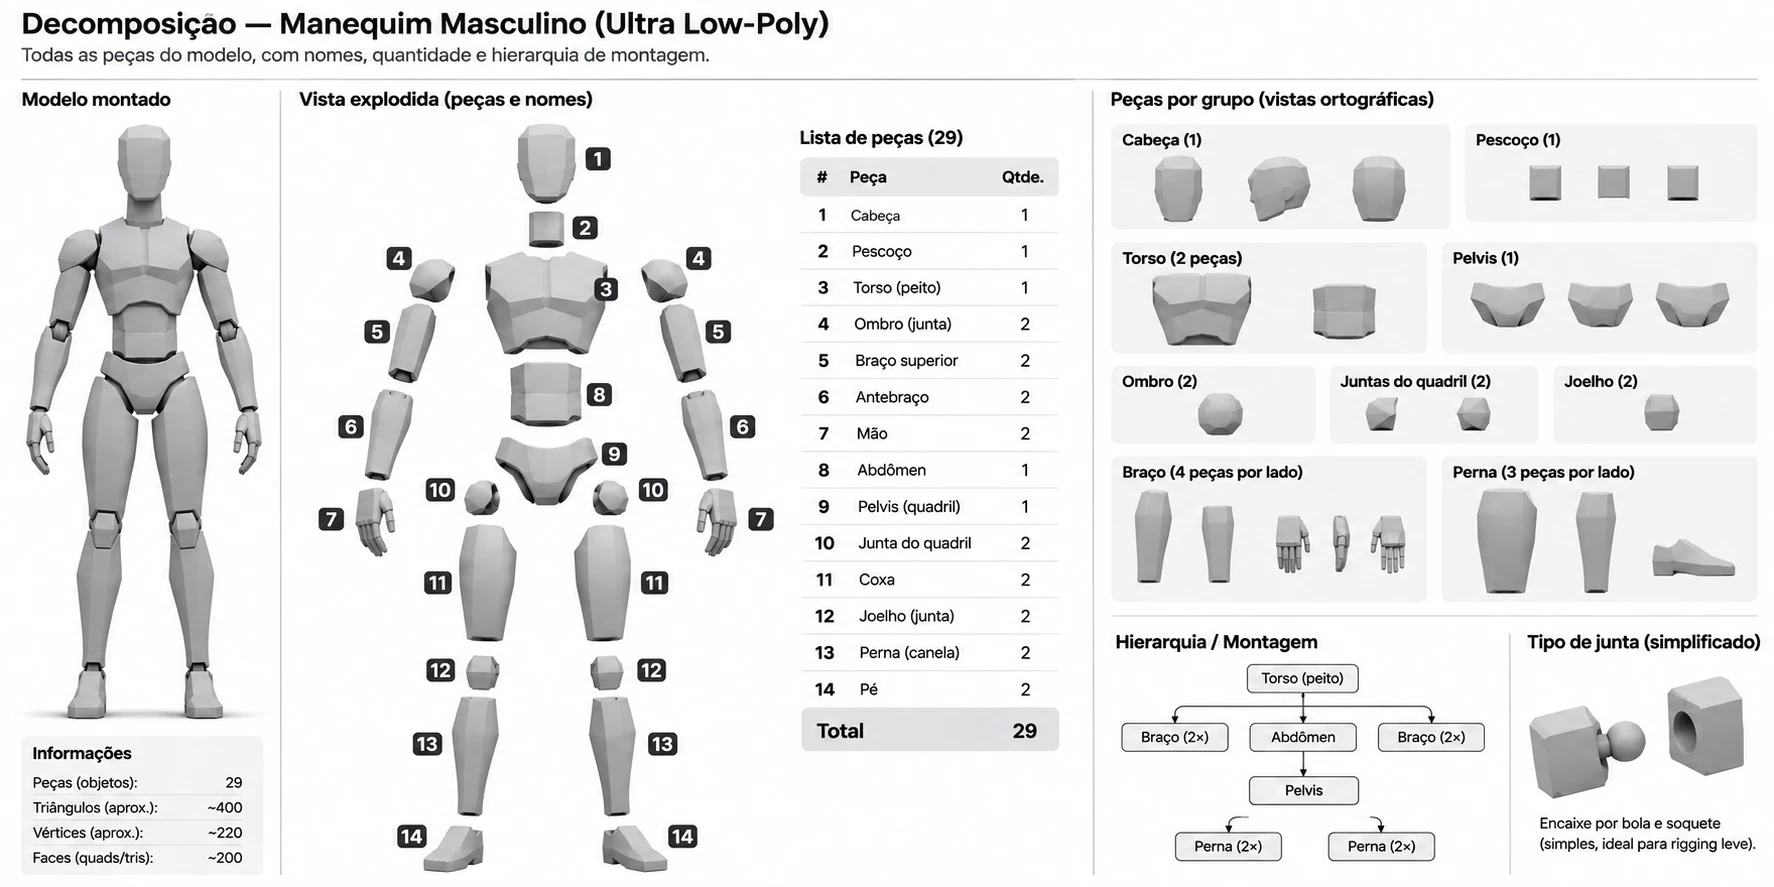 Decomposição — Manequim Masculino (Ultra Low-Poly)
Todas as peças do modelo, com nomes, quantidade e hierarquia de montagem.
Modelo montado
Informações
Peças (objetos): 29
Triângulos (aprox.): ~400
Vértices (aprox.): ~220
Faces (quads/tris): ~200
Vista explodida (peças e nomes)
1
2
4 4
3
5 5
8
6 6
9
10 10
7 7
11 11
12 12
13 13
14 14
Lista de peças (29)
# Peça Qtde.
1 Cabeça 1
2 Pescoço 1
3 Torso (peito) 1
4 Ombro (junta) 2
5 Braço superior 2
6 Antebraço 2
7 Mão 2
8 Abdômen 1
9 Pelvis (quadril) 1
10 Junta do quadril 2
11 Coxa 2
12 Joelho (junta) 2
13 Perna (canela) 2
14 Pé 2
Total 29
Peças por grupo (vistas ortográficas)
Cabeça (1)
Pescoço (1)
Torso (2 peças)
Pelvis (1)
Ombro (2)
Juntas do quadril (2)
Joelho (2)
Braço (4 peças por lado)
Perna (3 peças por lado)
Hierarquia / Montagem
Torso (peito)
Braço (2×) Abdômen Braço (2×)
Pelvis
Perna (2×) Perna (2×)
Tipo de junta (simplificado)
Encaixe por bola e soquete
(simples, ideal para rigging leve).